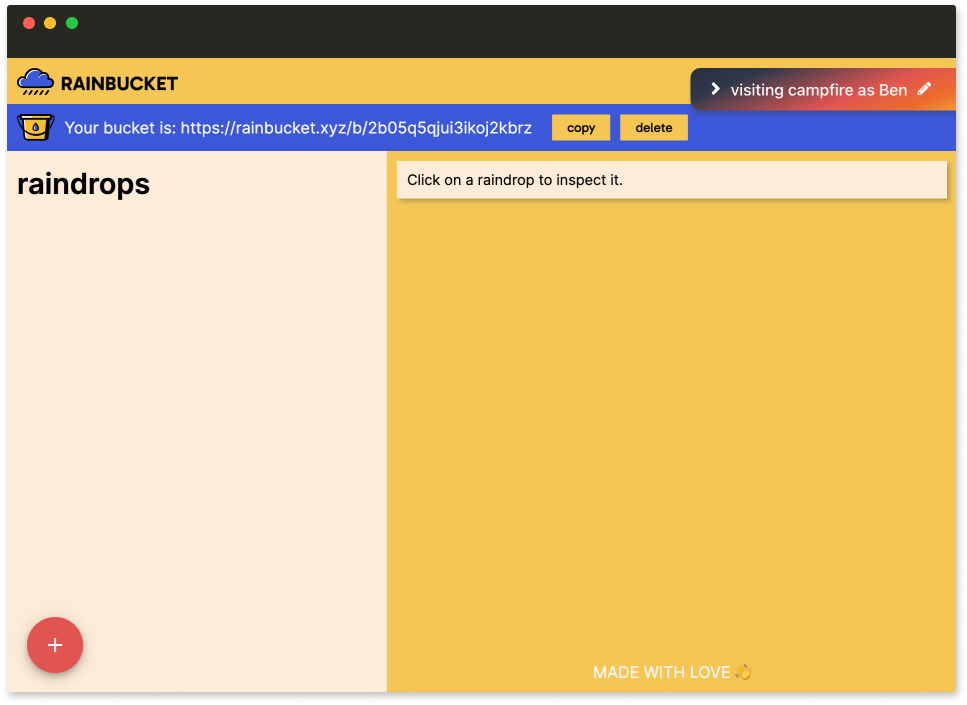 RAINBUCKET
visiting campfire as Ben
Your bucket is: https://rainbucket.xyz/b/2b05q5qjui3ikoj2kbrz
copy
delete
raindrops
Click on a raindrop to inspect it.
+
MADE WITH LOVE 👋